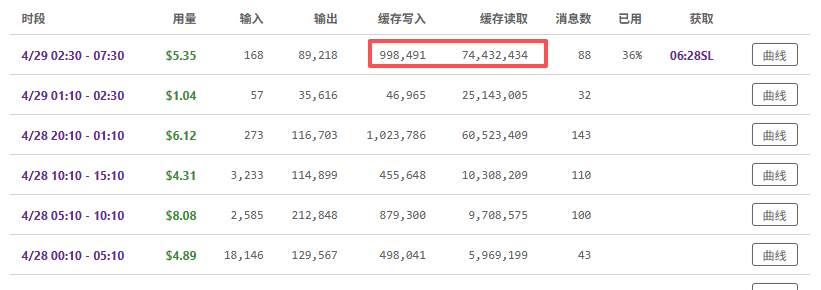 时段 用量 输入 输出 缓存写入 缓存读取 消息数 已用 获取
4/29 02:30 - 07:30 $5.35 168 89,218 998,491 74,432,434 88 36% 06:28SL 曲线
4/29 01:10 - 02:30 $1.04 57 35,616 46,965 25,143,005 32 曲线
4/28 20:10 - 01:10 $6.12 273 116,703 1,023,786 60,523,409 143 曲线
4/28 10:10 - 15:10 $4.31 3,233 114,899 455,648 10,308,209 110 曲线
4/28 05:10 - 10:10 $8.08 2,585 212,848 879,300 9,708,575 100 曲线
4/28 00:10 - 05:10 $4.89 18,146 129,567 498,041 5,969,199 43 曲线